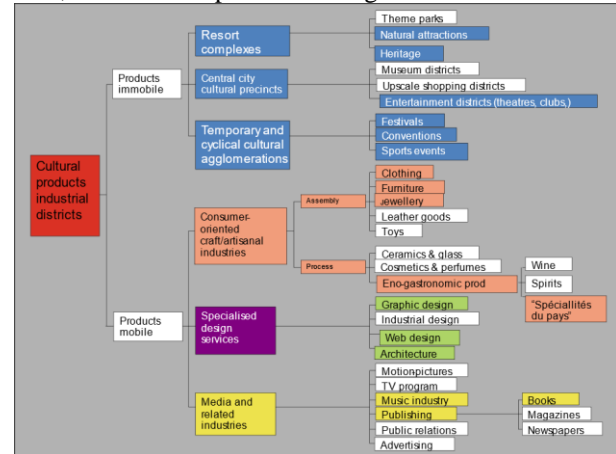 Theme parks
Resort
complexes
Natural attractions
Heritage
Products
immobile
Central city
cultural precincts
Museum districts
Upscale shopping districts
Entertainment districts (theatres, clubs,)
Temporary and
cyclical cultural
agglomerations
Festivals
Conventions
Sports events
Cultural
products
industrial
districts
Consumer-
oriented
craft/artisanal
industries
Assembly
Clothing
Furniture
Jewellery
Leather goods
Toys
Process
Ceramics & glass
Cosmetics & perfumes
Eno-gastronomic prod
Wine
Spirits
"Spéciallités
du pays"
Products
mobile
Specialised
design
services
Graphic design
Industrial design
Web design
Architecture
Media and
related
industries
Motion-pictures
TV program
Music industry
Publishing
Public relations
Advertising
Books
Magazines
Newspapers